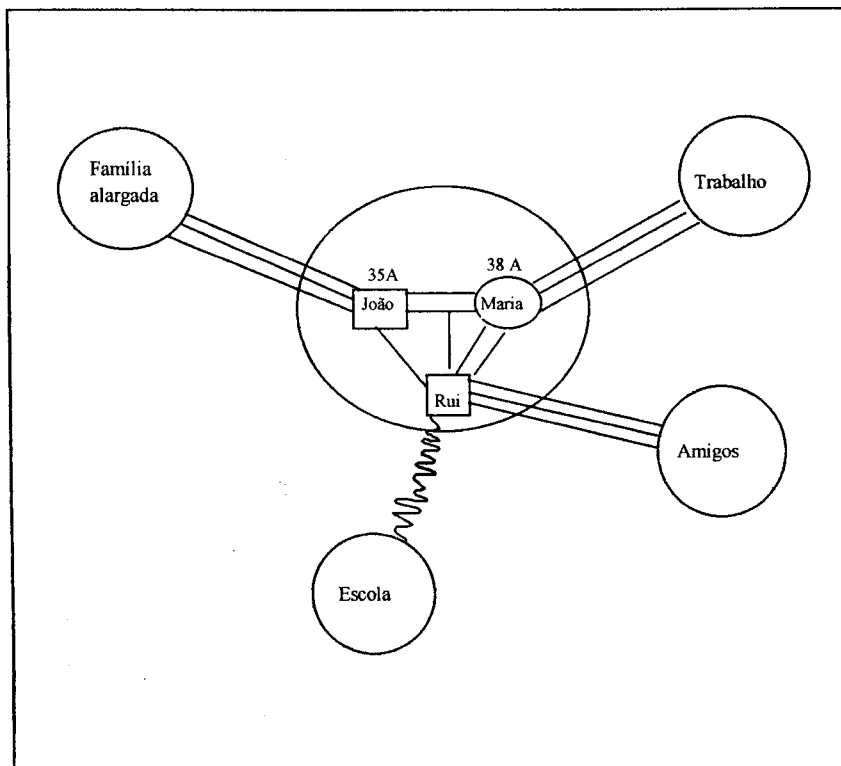 Família
alargada
Trabalho
35A
38 A
João
Maria
Rui
Amigos
Escola